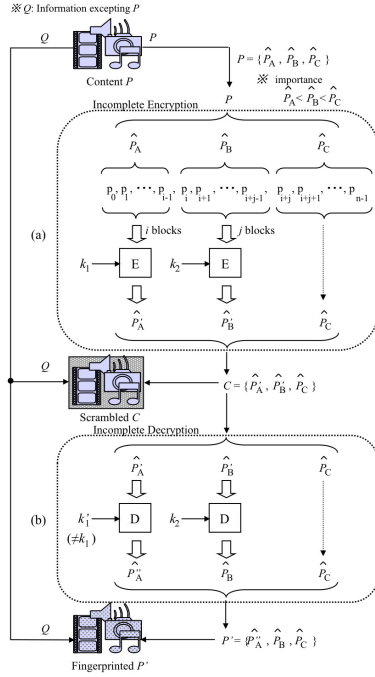 ※ Q: Information excepting P
Q
P
Content P
P = {P̂A , P̂B , P̂C }
※ importance
P̂A < P̂B < P̂C
Incomplete Encryption
P
P̂A
P̂B
P̂C
p0, p1, ···, pi-1, pi, pi+1, ···, pi+j-1, pi+j, pi+j+1, ···, pn-1
(a)
i blocks
j blocks
k1
E
k2
E
P̂A'
P̂B'
P̂C
Q
C = {P̂A' , P̂B' , P̂C }
Scrambled C
Incomplete Decryption
P̂A'
P̂B'
P̂C
(b)
k1'
D
k2
D
(≠k1 )
P̂A''
P̂B
P̂C
Q
P' = {P̂A'' , P̂B , P̂C }
Fingerprinted P'